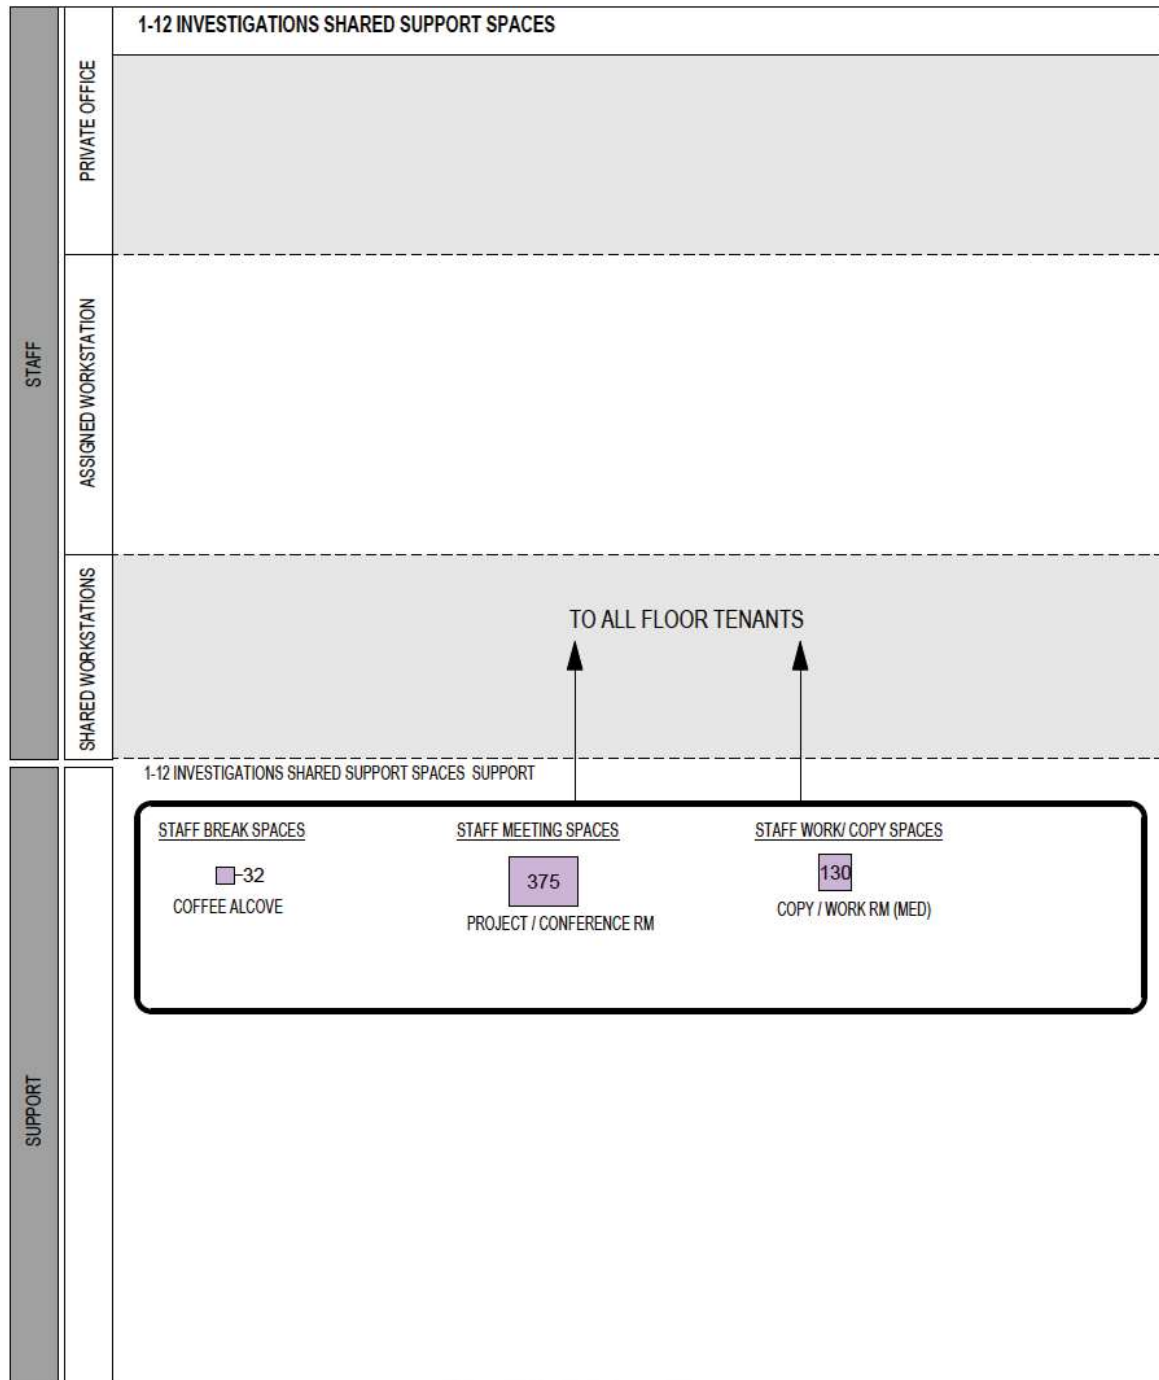 1-12 INVESTIGATIONS SHARED SUPPORT SPACES
STAFF
PRIVATE OFFICE
ASSIGNED WORKSTATION
SHARED WORKSTATIONS
TO ALL FLOOR TENANTS
SUPPORT
1-12 INVESTIGATIONS SHARED SUPPORT SPACES SUPPORT
STAFF BREAK SPACES
32
COFFEE ALCOVE
STAFF MEETING SPACES
375
PROJECT / CONFERENCE RM
STAFF WORK/ COPY SPACES
130
COPY / WORK RM (MED)